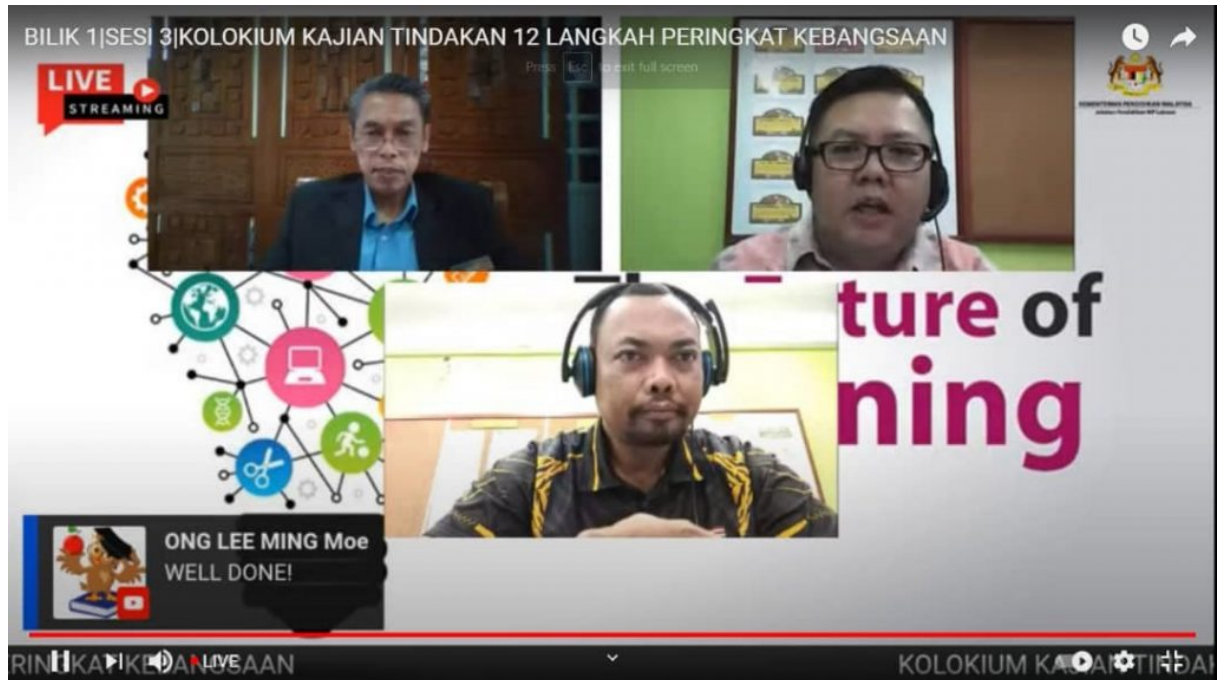 BILIK 1|SESI 3|KOLOKIUM KAJIAN TINDAKAN 12 LANGKAH PERINGKAT KEBANGSAAN
Press Esc to exit full screen
LIVE
STREAMING
KEMENTERIAN PENDIDIKAN MALAYSIA
ture of
ning
ONG LEE MING Moe
WELL DONE!
LIVE
KOLOKIUM